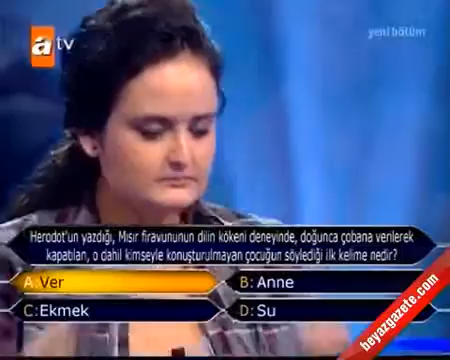 atv
yeni bölüm
Herodot'un yazdığı, Mısır firavununun dilin kökeni deneyinde, doğunca çobana verilerek
kapatılan, o dahil kimseyle konuşturulmayan çocuğun söylediği ilk kelime nedir?
A: Ver
B: Anne
C: Ekmek
D: Su
beyazgazete.com